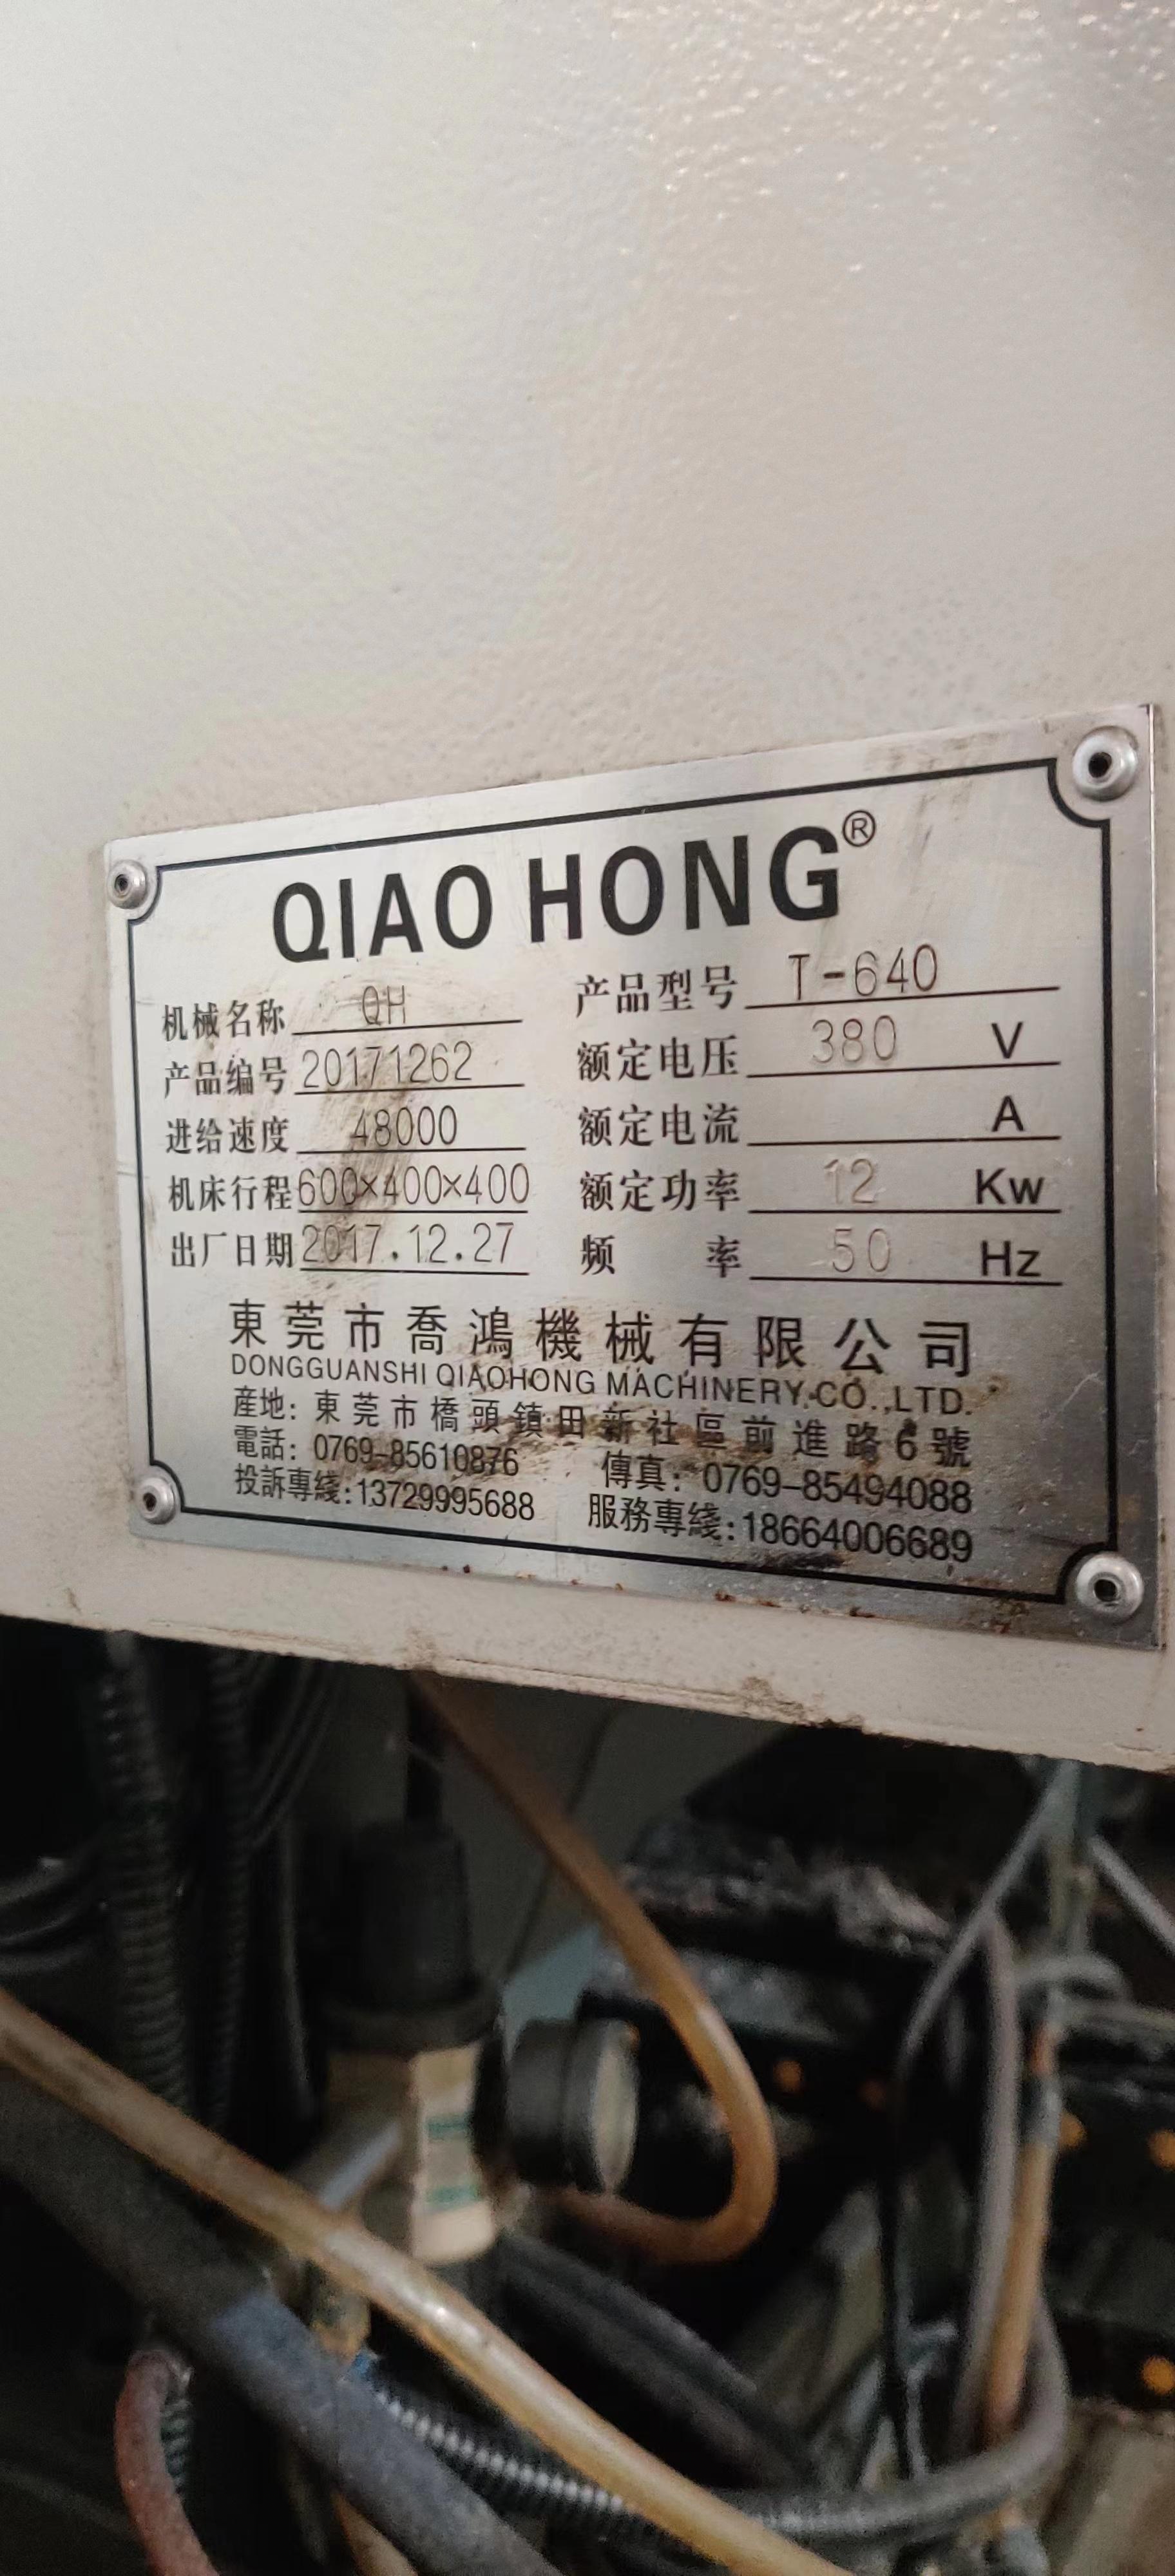 QIAO HONG®
机械名称 QH 产品型号 T-640
产品编号 20171262 额定电压 380 V
进给速度 48000 额定电流 A
机床行程 600×400×400 额定功率 12 Kw
出厂日期 2017.12.27 频率 50 Hz
東莞市喬鴻機械有限公司
DONGGUANSHI QIAOHONG MACHINERY CO.,LTD.
産地: 東莞市橋頭鎮田新社區前進路6號
電話: 0769-85610876 傳真: 0769-85494088
投訴專綫:13729995688 服務專綫:18664006689